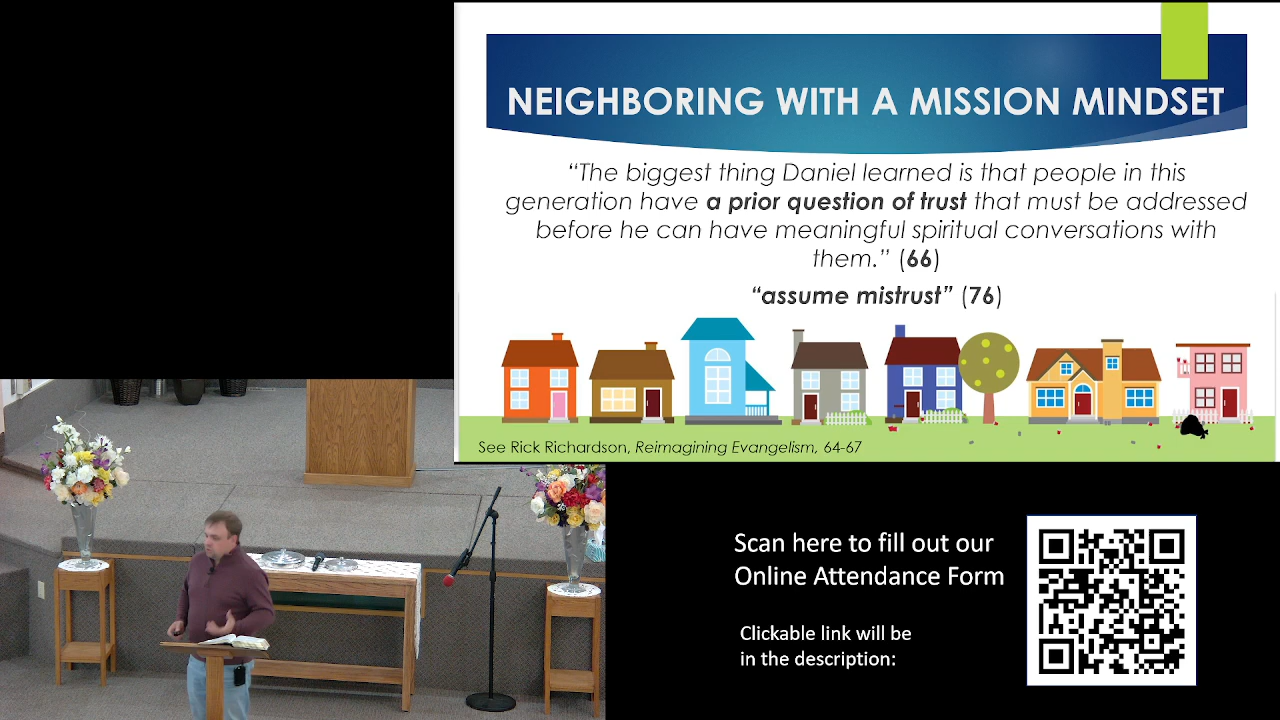 NEIGHBORING WITH A MISSION MINDSET
“The biggest thing Daniel learned is that people in this
generation have a prior question of trust that must be addressed
before he can have meaningful spiritual conversations with
them.” (66)
“assume mistrust” (76)
See Rick Richardson, Reimagining Evangelism, 64-67
Scan here to fill out our
Online Attendance Form
Clickable link will be
in the description: